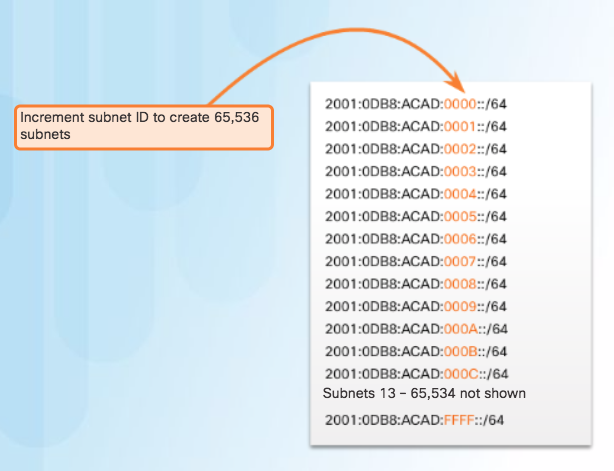 Increment subnet ID to create 65,536
subnets
2001:0DB8:ACAD:0000::/64
2001:0DB8:ACAD:0001::/64
2001:0DB8:ACAD:0002::/64
2001:0DB8:ACAD:0003::/64
2001:0DB8:ACAD:0004::/64
2001:0DB8:ACAD:0005::/64
2001:0DB8:ACAD:0006::/64
2001:0DB8:ACAD:0007::/64
2001:0DB8:ACAD:0008::/64
2001:0DB8:ACAD:0009::/64
2001:0DB8:ACAD:000A::/64
2001:0DB8:ACAD:000B::/64
2001:0DB8:ACAD:000C::/64
Subnets 13 – 65,534 not shown
2001:0DB8:ACAD:FFFF::/64